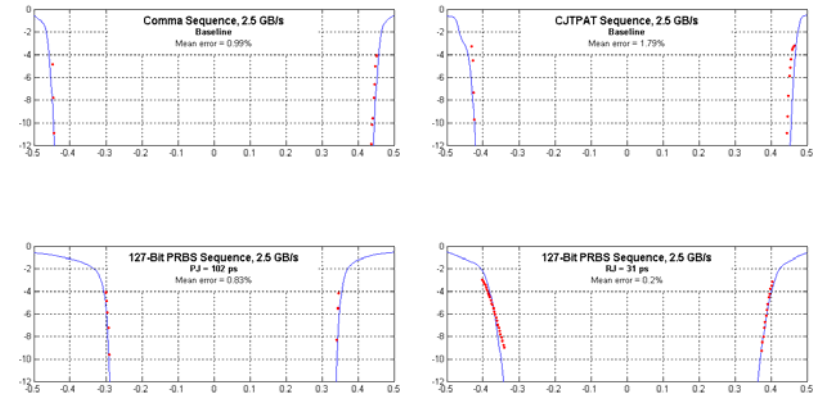 Comma Sequence, 2.5 GB/s
Baseline
Mean error = 0.99%
0
-2
-4
-6
-8
-10
-12
-0.5 -0.4 -0.3 -0.2 -0.1 0 0.1 0.2 0.3 0.4 0.5
CJTPAT Sequence, 2.5 GB/s
Baseline
Mean error = 1.79%
0
-2
-4
-6
-8
-10
-12
-0.5 -0.4 -0.3 -0.2 -0.1 0 0.1 0.2 0.3 0.4 0.5
127-Bit PRBS Sequence, 2.5 GB/s
PJ = 102 ps
Mean error = 0.83%
0
-2
-4
-6
-8
-10
-12
-0.5 -0.4 -0.3 -0.2 -0.1 0 0.1 0.2 0.3 0.4 0.5
127-Bit PRBS Sequence, 2.5 GB/s
RJ = 31 ps
Mean error = 0.2%
0
-2
-4
-6
-8
-10
-12
-0.5 -0.4 -0.3 -0.2 -0.1 0 0.1 0.2 0.3 0.4 0.5